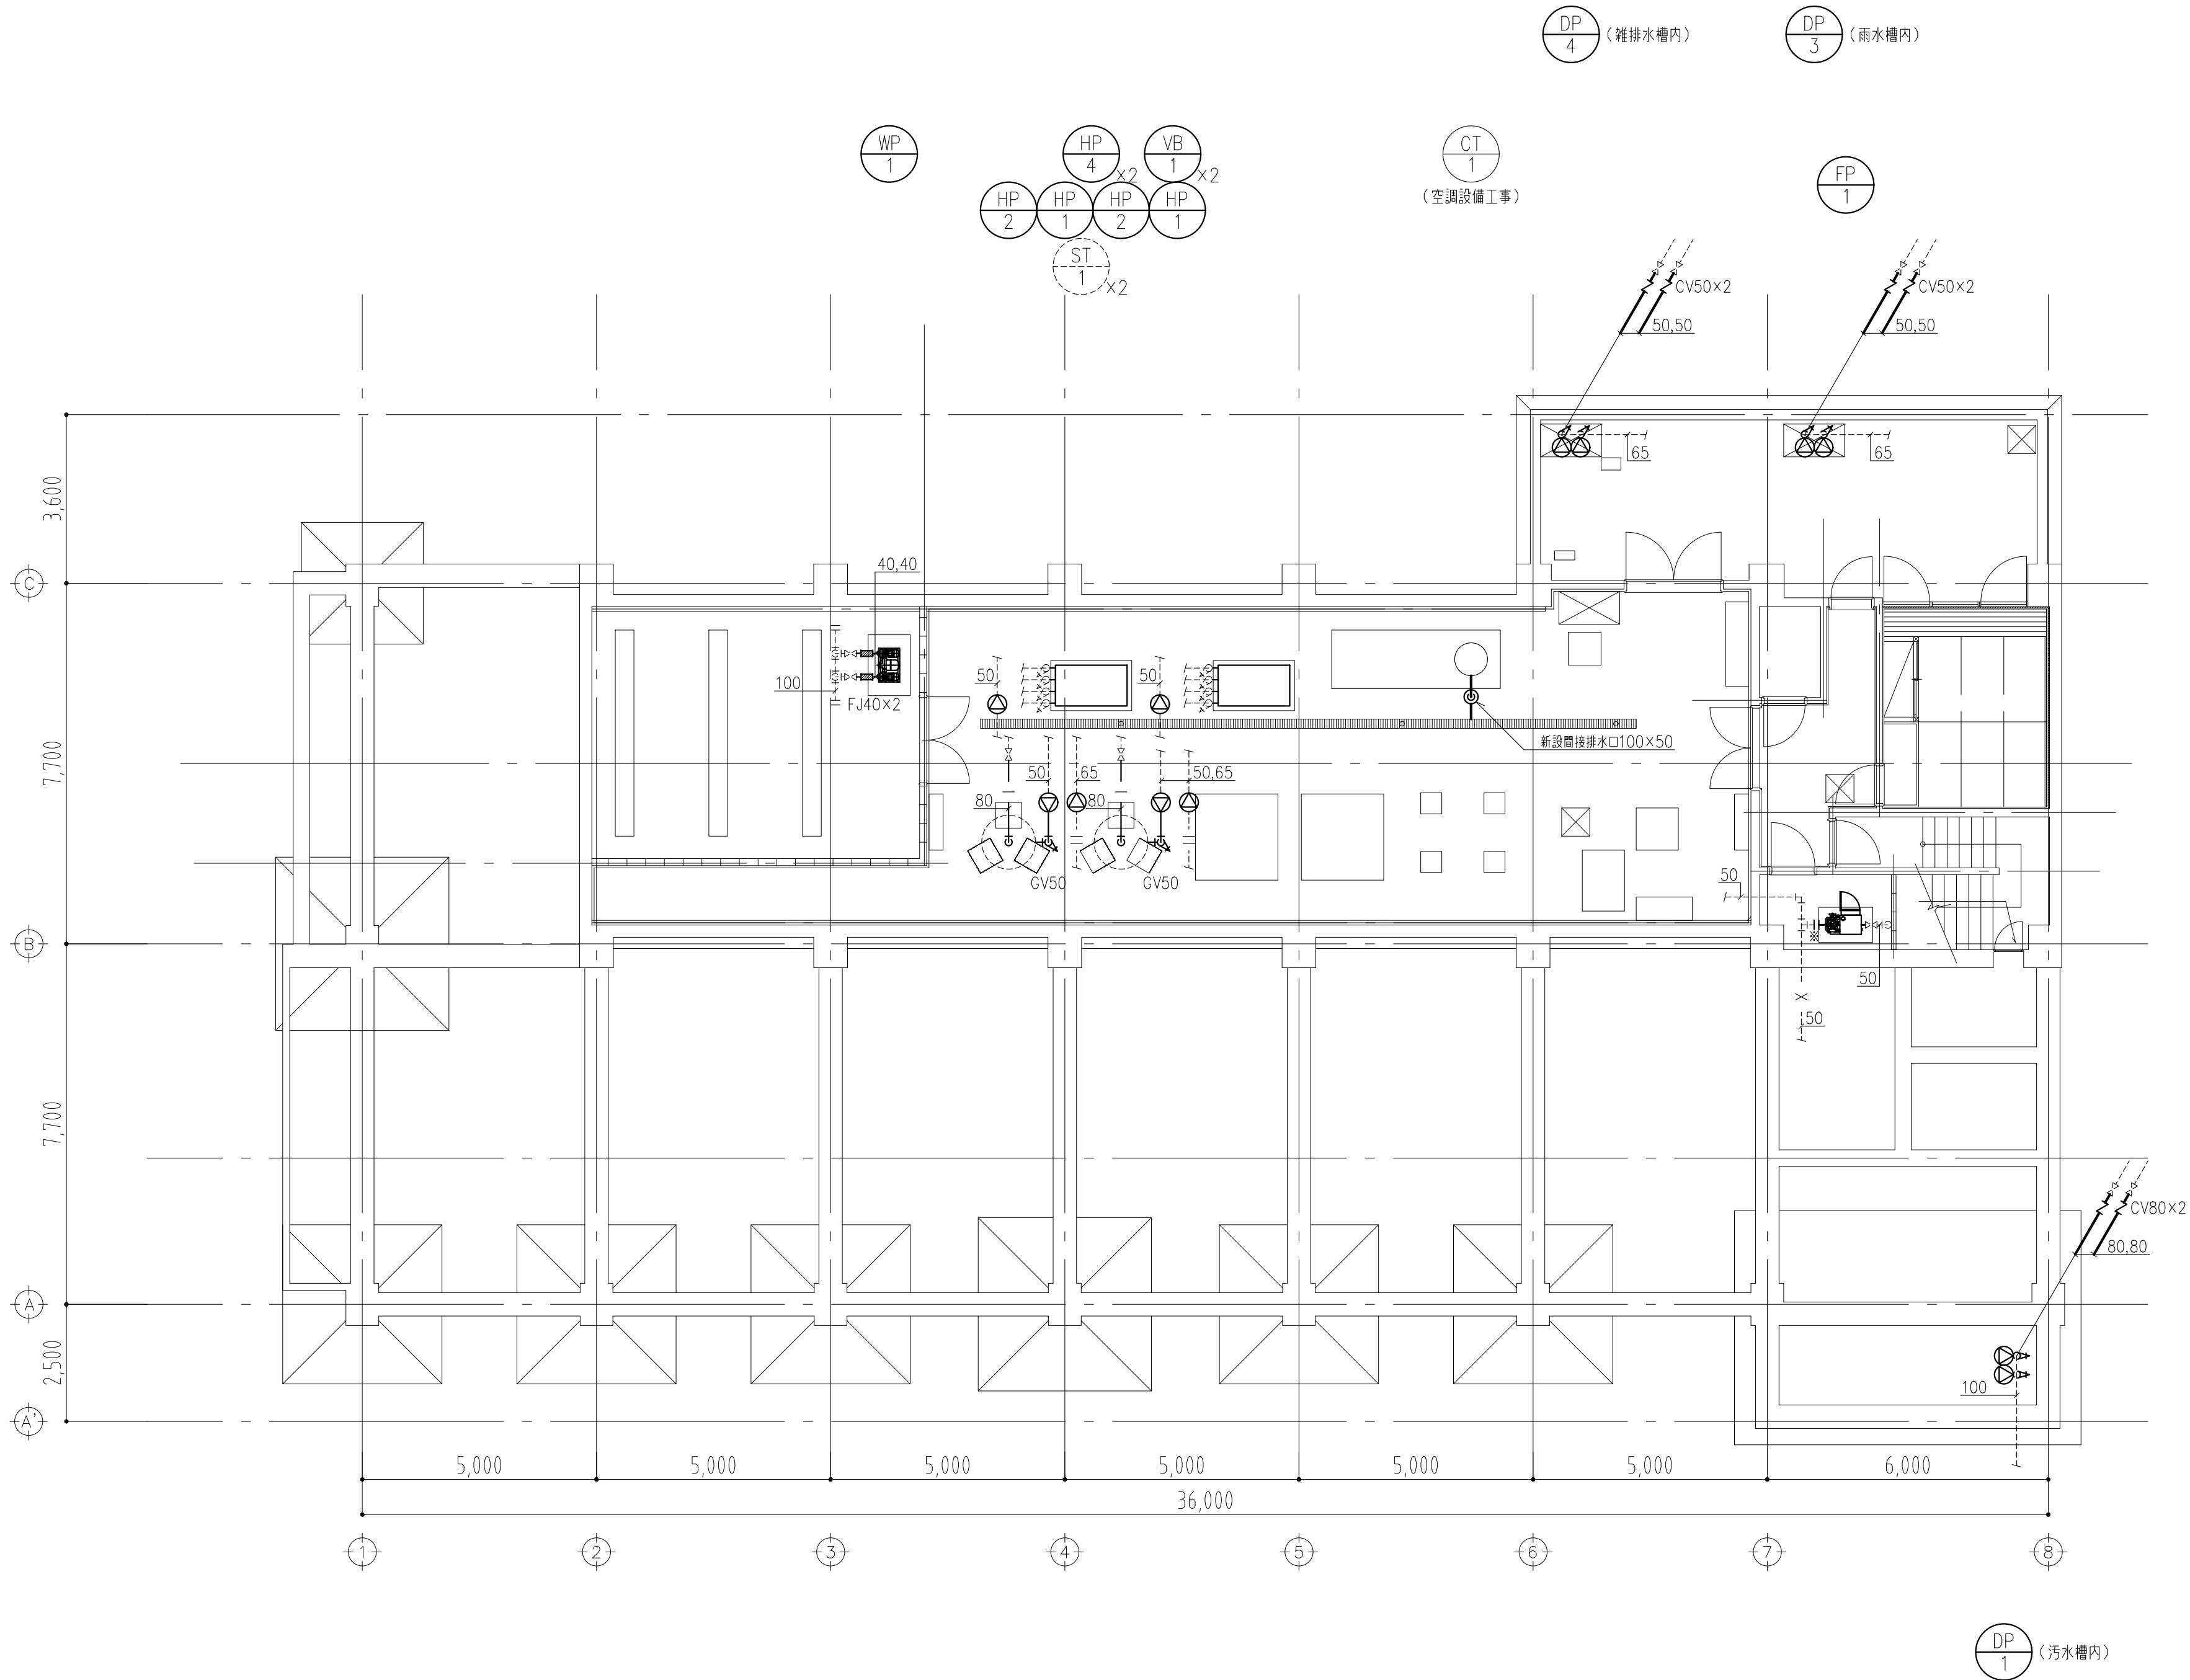 DP
4
(雑排水槽内)
DP
3
(雨水槽内)
WP
1
HP
4
×2
VB
1
×2
CT
1
(空調設備工事)
FP
1
HP
2
HP
1
HP
2
HP
1
ST
1
×2
CV50×2
50,50
CV50×2
50,50
65
65
3,600
40,40
C
50
50
100
FJ40×2
新設間接排水口100×50
7,700
50
65
50,65
80
80
GV50
GV50
50
B
※
50
50
7,700
CV80×2
80,80
A
2,500
100
A'
5,000
5,000
5,000
5,000
5,000
5,000
6,000
36,000
1
2
3
4
5
6
7
8
DP
1
(汚水槽内)